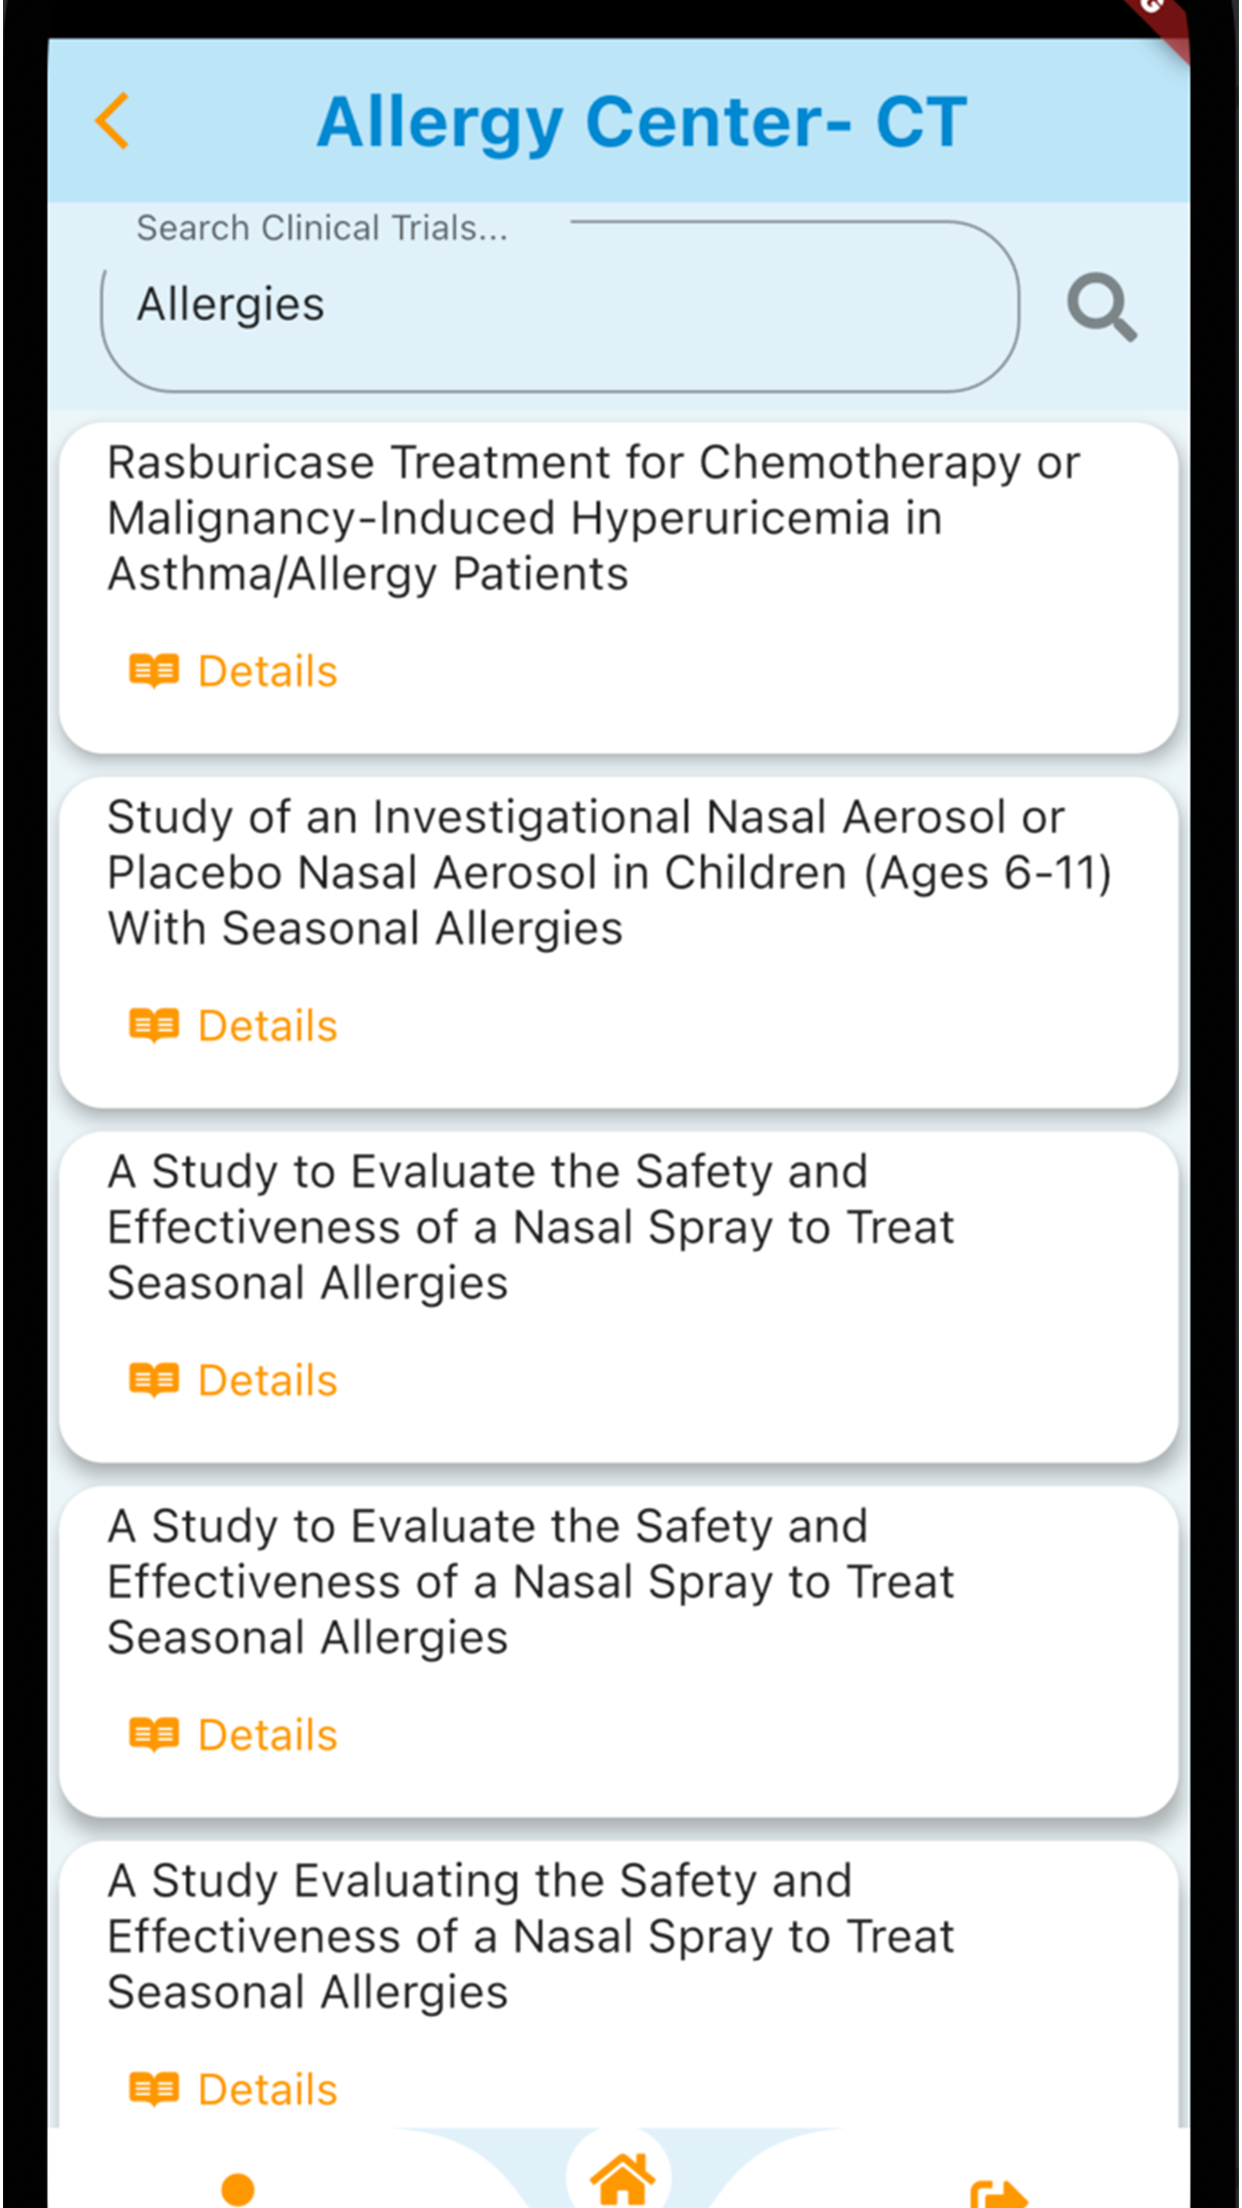 Allergy Center- CT
Search Clinical Trials...
Allergies
Rasburicase Treatment for Chemotherapy or
Malignancy-Induced Hyperuricemia in
Asthma/Allergy Patients
Details
Study of an Investigational Nasal Aerosol or
Placebo Nasal Aerosol in Children (Ages 6-11)
With Seasonal Allergies
Details
A Study to Evaluate the Safety and
Effectiveness of a Nasal Spray to Treat
Seasonal Allergies
Details
A Study to Evaluate the Safety and
Effectiveness of a Nasal Spray to Treat
Seasonal Allergies
Details
A Study Evaluating the Safety and
Effectiveness of a Nasal Spray to Treat
Seasonal Allergies
Details